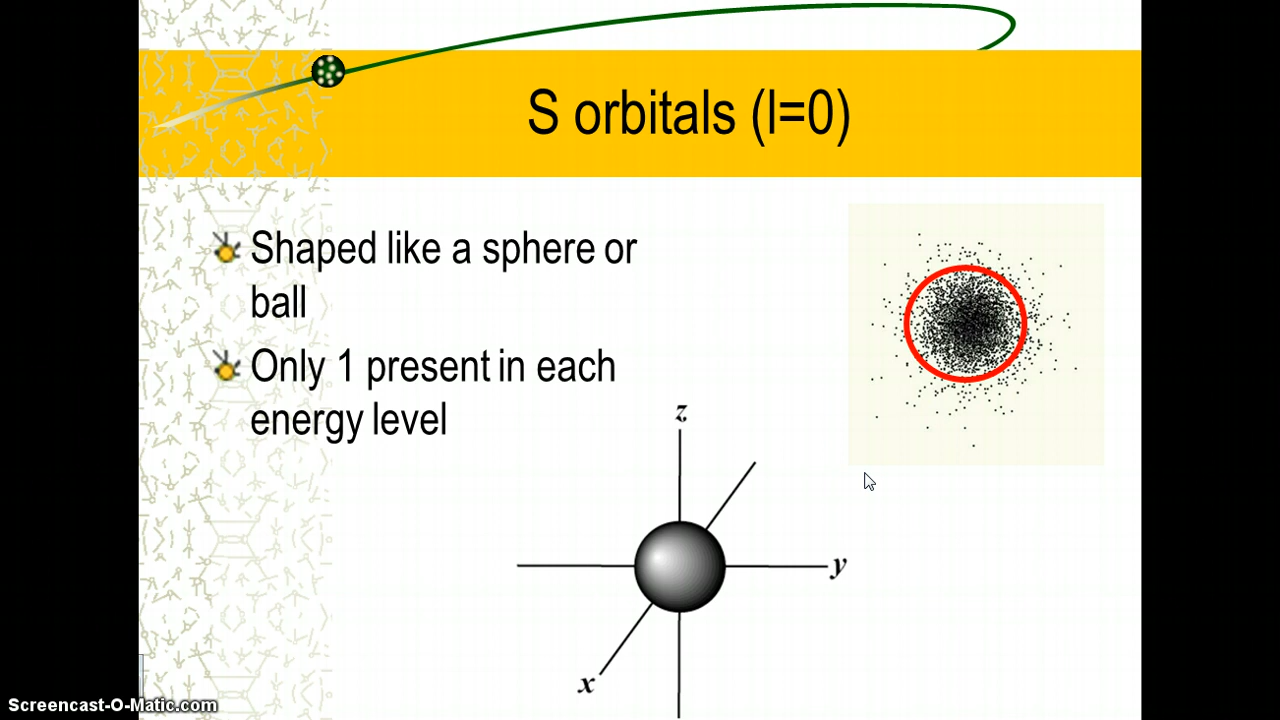 S orbitals (l=0)
Shaped like a sphere or
ball
Only 1 present in each
energy level
z
y
x
Screencast-O-Matic.com